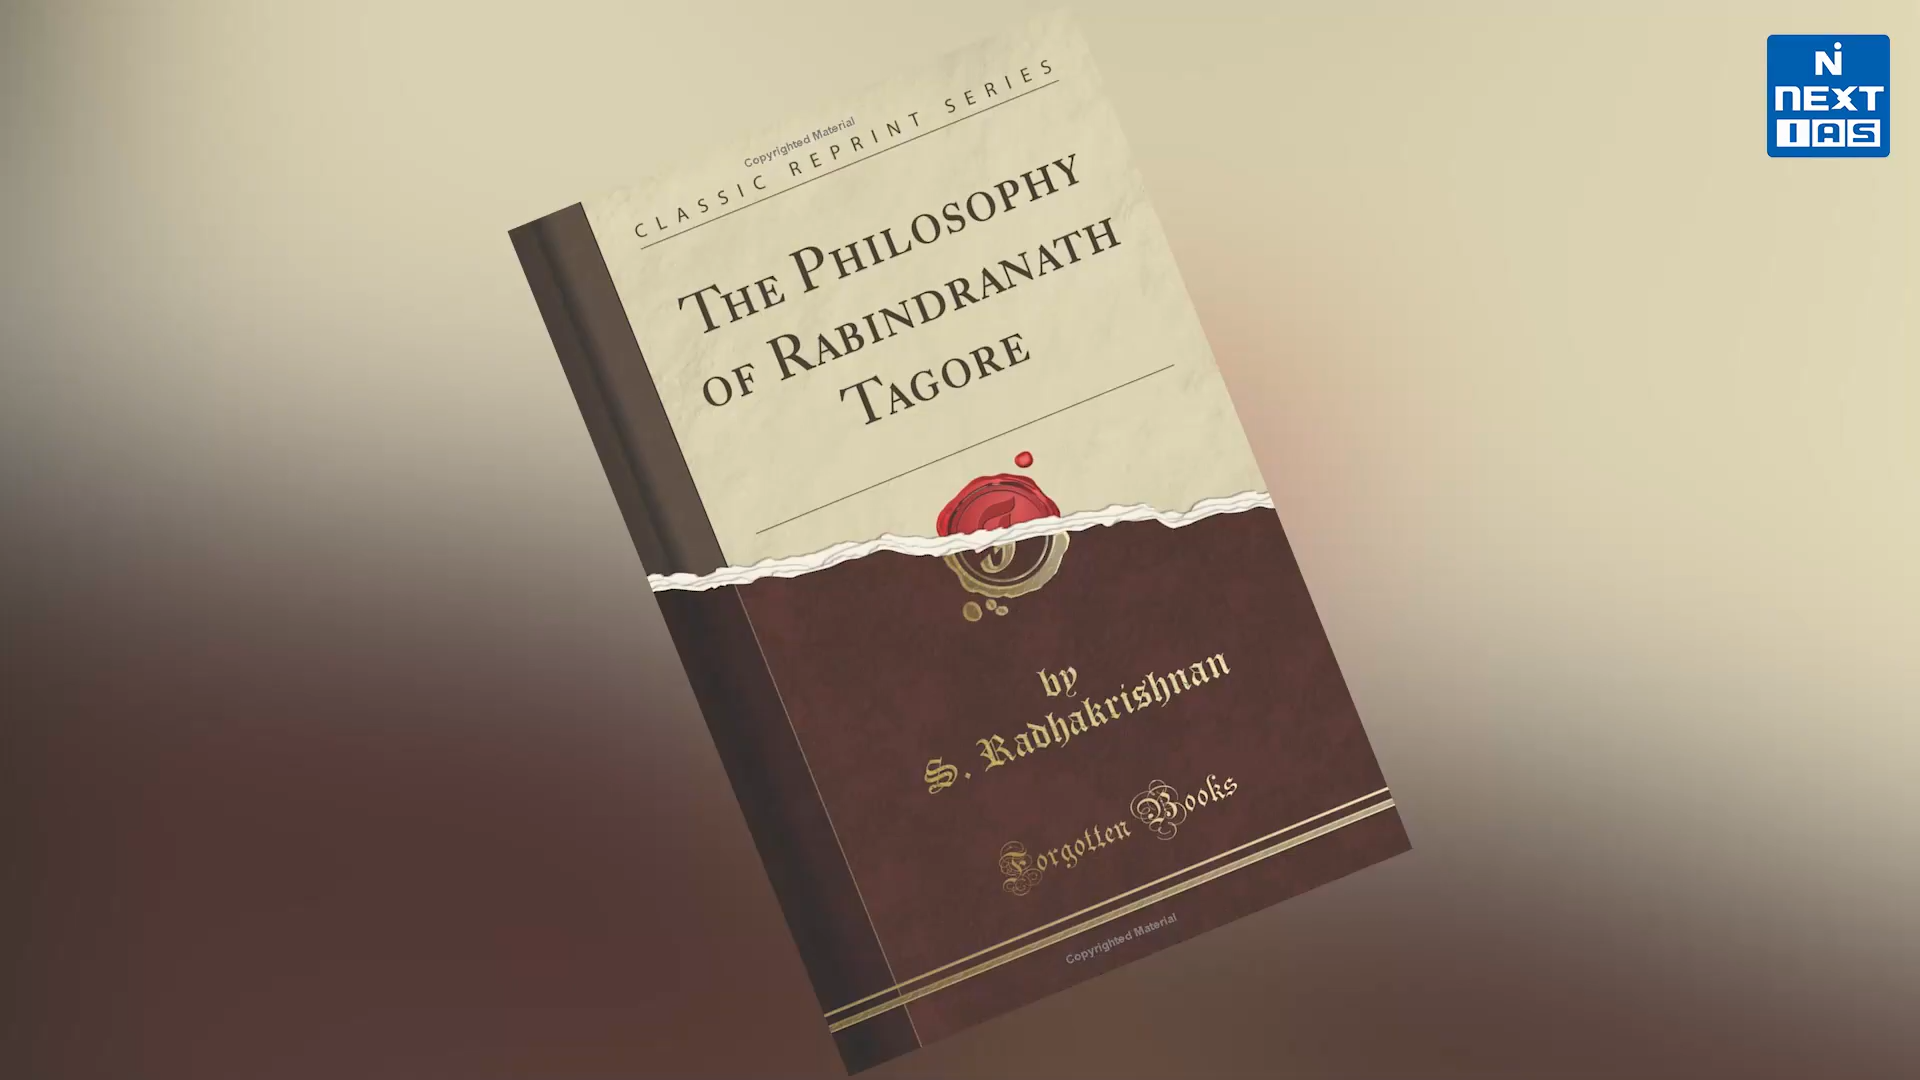 Copyrighted Material
CLASSIC REPRINT SERIES
THE PHILOSOPHY
OF RABINDRANATH
TAGORE
by
S. Radhakrishnan
Forgotten Books
Copyrighted Material
N
NEXT
IAS